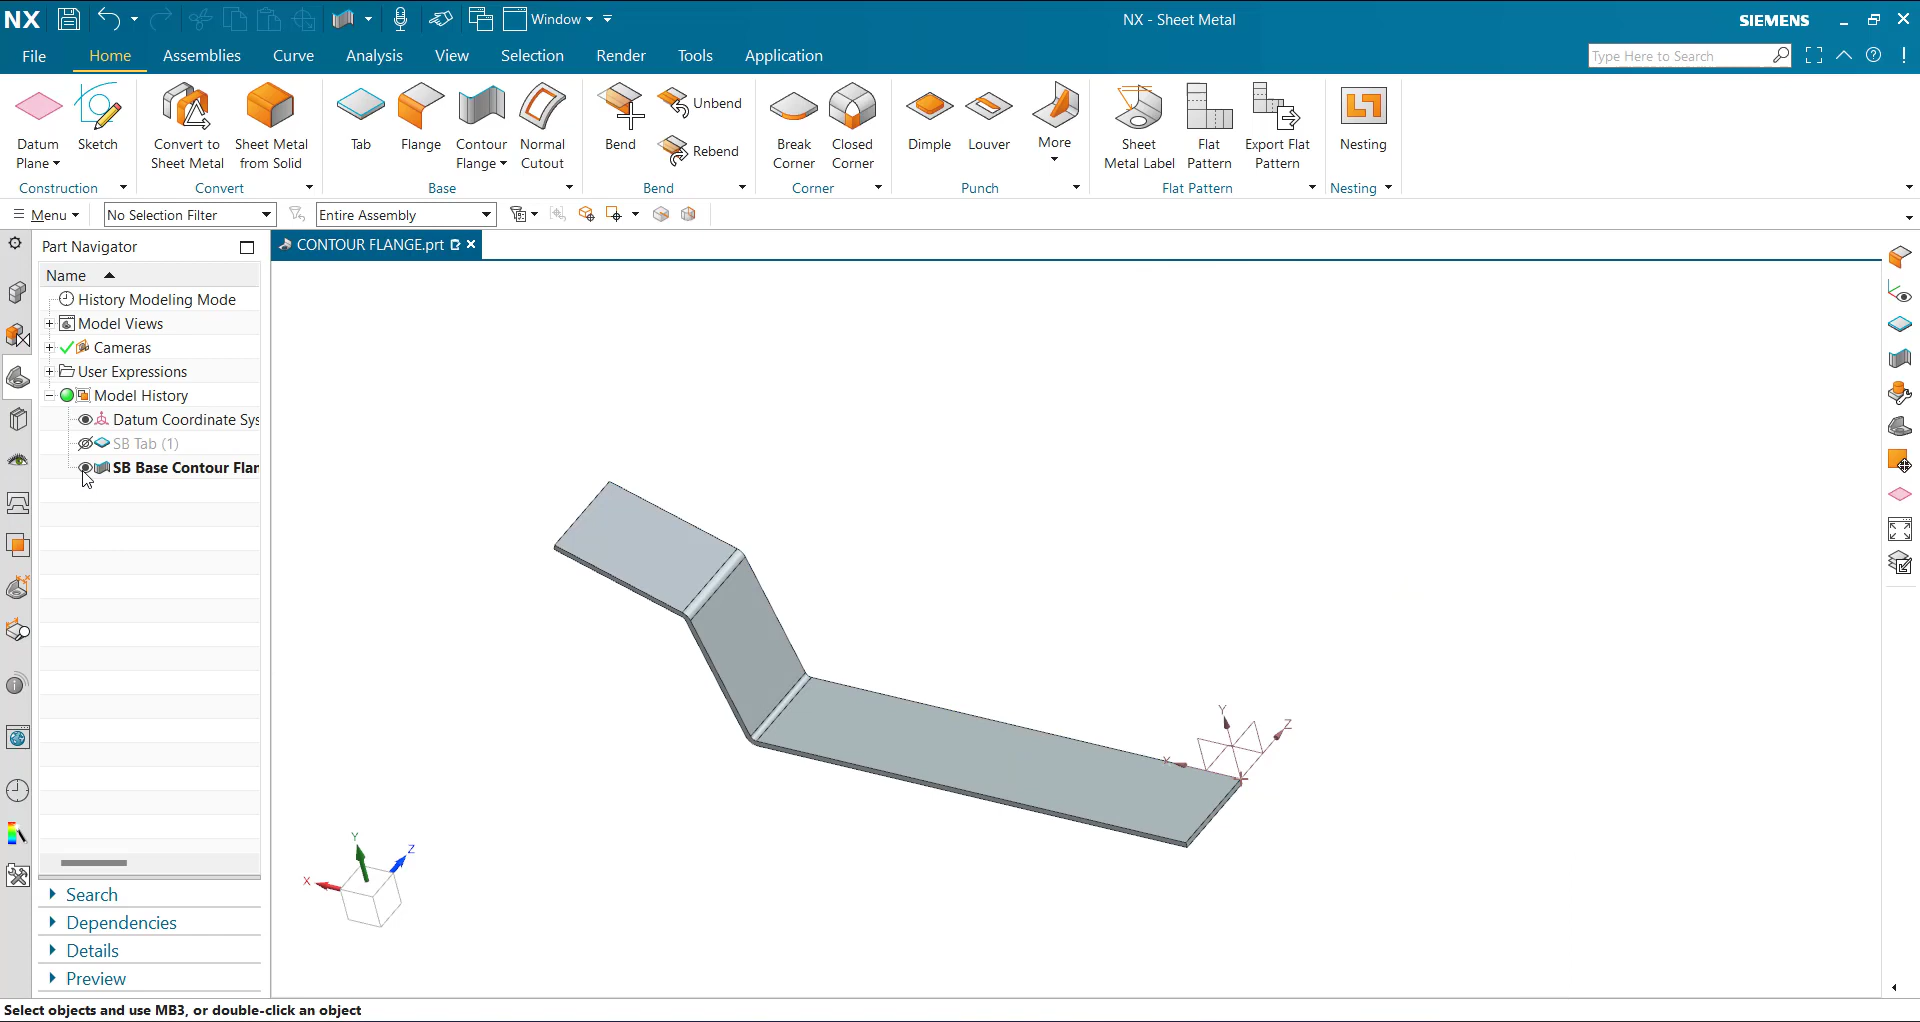 NX
Window
NX - Sheet Metal
SIEMENS
File
Home
Assemblies
Curve
Analysis
View
Selection
Render
Tools
Application
Type Here to Search
Datum
Plane
Sketch
Convert to
Sheet Metal
Sheet Metal
from Solid
Tab
Flange
Contour
Flange
Normal
Cutout
Bend
Unbend
Rebend
Break
Corner
Closed
Corner
Dimple
Louver
More
Sheet
Metal Label
Flat
Pattern
Export Flat
Pattern
Nesting
Construction
Convert
Base
Bend
Corner
Punch
Flat Pattern
Nesting
Menu
No Selection Filter
Entire Assembly
Part Navigator
CONTOUR FLANGE.prt
Name
History Modeling Mode
Model Views
Cameras
User Expressions
Model History
Datum Coordinate Sys
SB Tab (1)
SB Base Contour Flan
Y
Z
X
Y
Z
X
Search
Dependencies
Details
Preview
Select objects and use MB3, or double-click an object